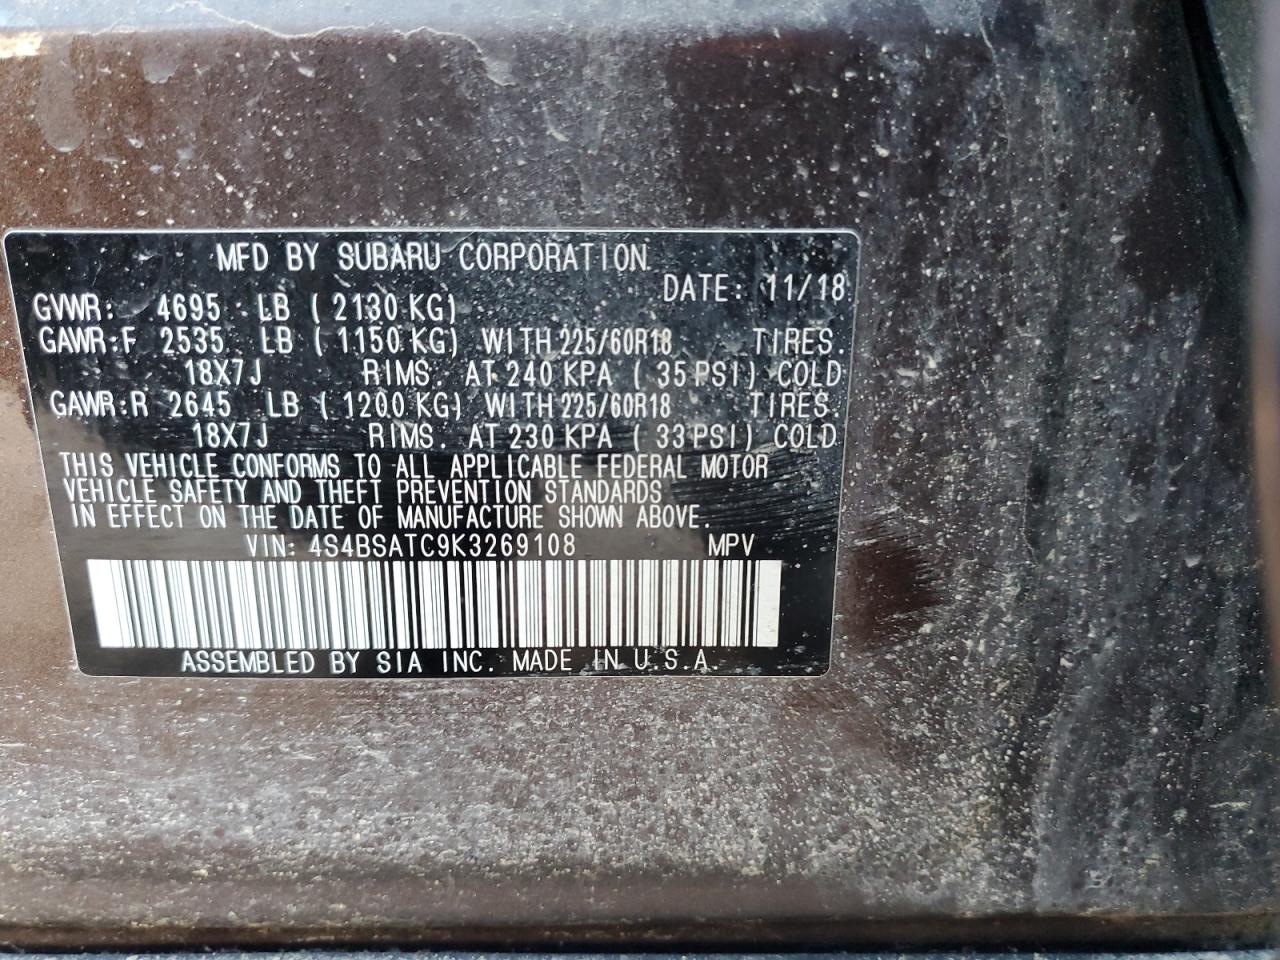 MFD BY SUBARU CORPORATION
DATE: 11/18
GVWR: 4695 LB (2130 KG)
GAWR:F 2535 LB (1150 KG) WITH 225/60R18 TIRES.
18X7J RIMS. AT 240 KPA (35 PSI) COLD
GAWR:R 2645 LB (1200 KG) WITH 225/60R18 TIRES.
18X7J RIMS. AT 230 KPA (33 PSI) COLD
THIS VEHICLE CONFORMS TO ALL APPLICABLE FEDERAL MOTOR
VEHICLE SAFETY AND THEFT PREVENTION STANDARDS
IN EFFECT ON THE DATE OF MANUFACTURE SHOWN ABOVE.
VIN: 4S4BSATC9K3269108 MPV
ASSEMBLED BY SIA INC. MADE IN U.S.A.